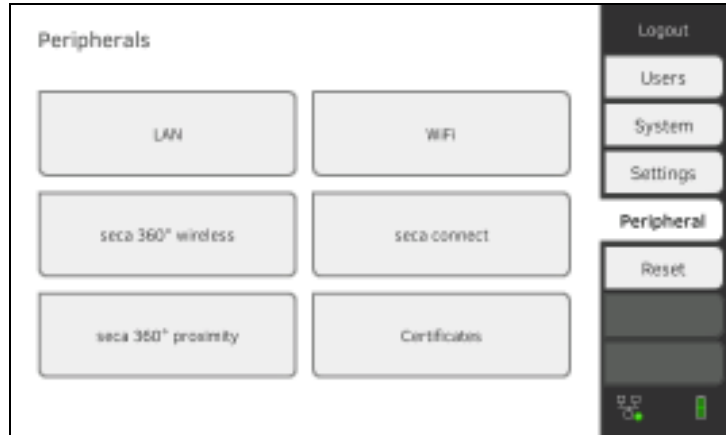 Peripherals
LAN
WiFi
seca 360° wireless
seca connect
seca 360° proximity
Certificates
Logout
Users
System
Settings
Peripheral
Reset